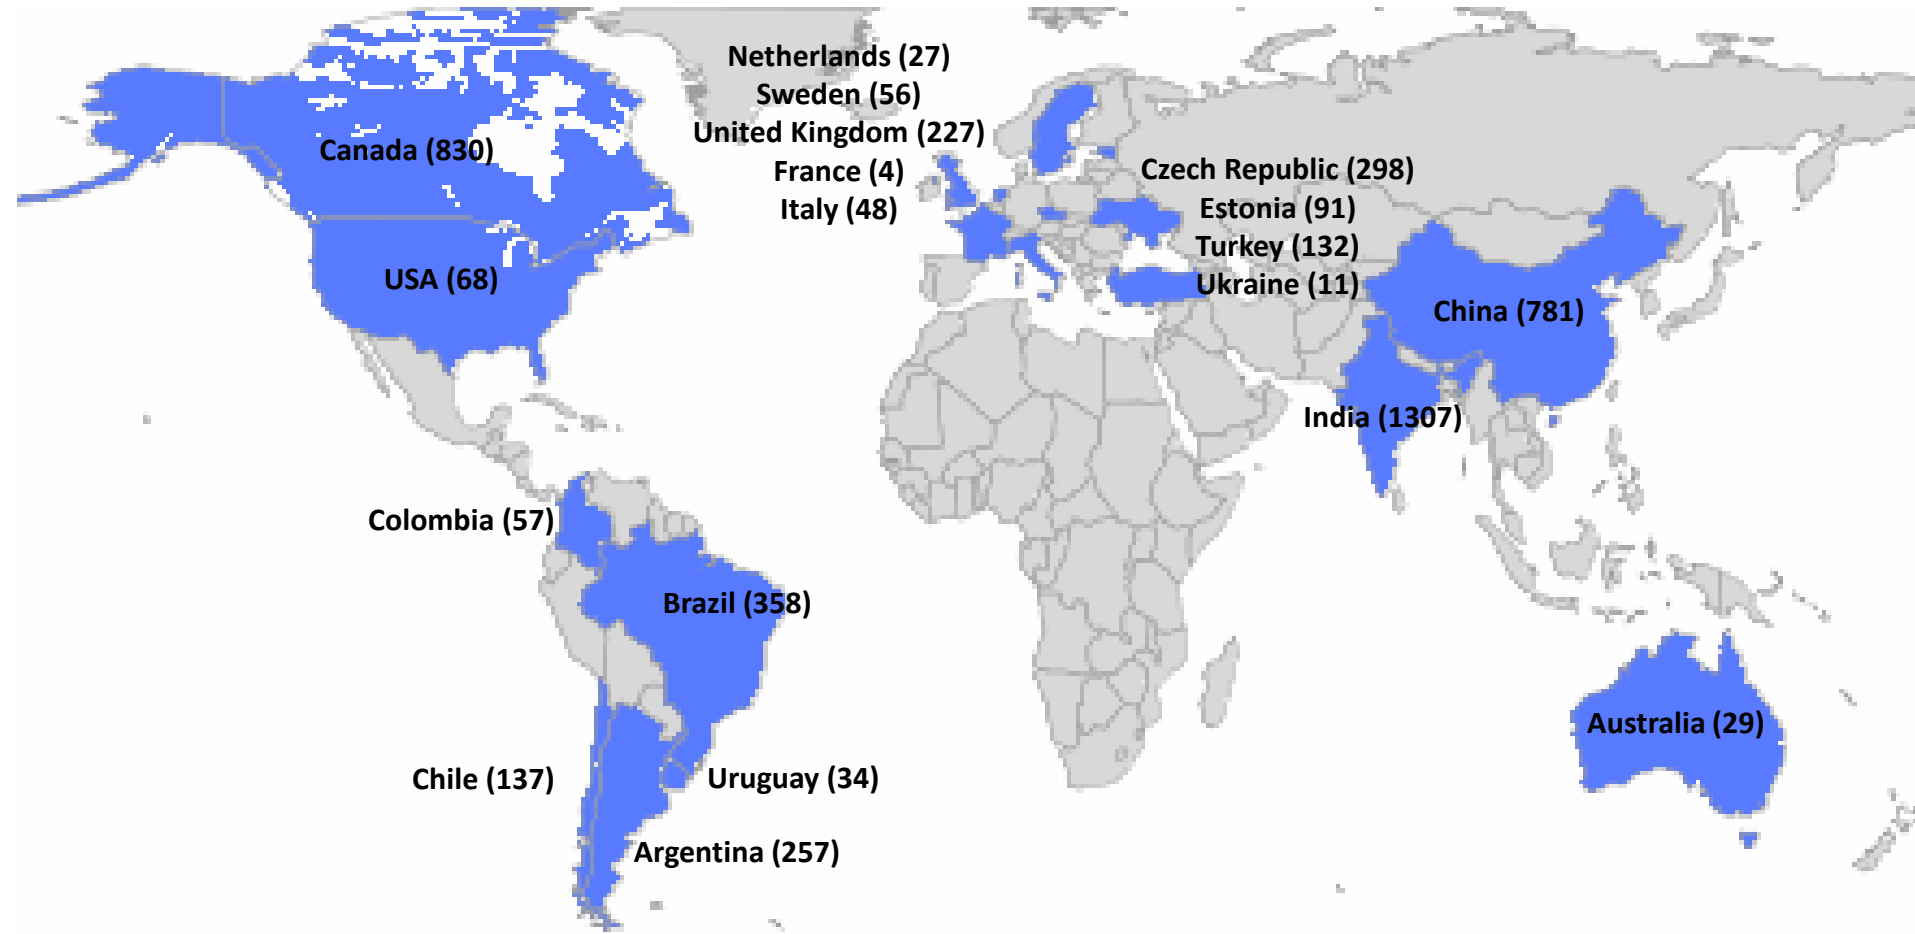 Netherlands (27)
Sweden (56)
United Kingdom (227)
France (4)
Italy (48)
Canada (830)
USA (68)
Czech Republic (298)
Estonia (91)
Turkey (132)
Ukraine (11)
China (781)
India (1307)
Colombia (57)
Brazil (358)
Chile (137)
Uruguay (34)
Argentina (257)
Australia (29)